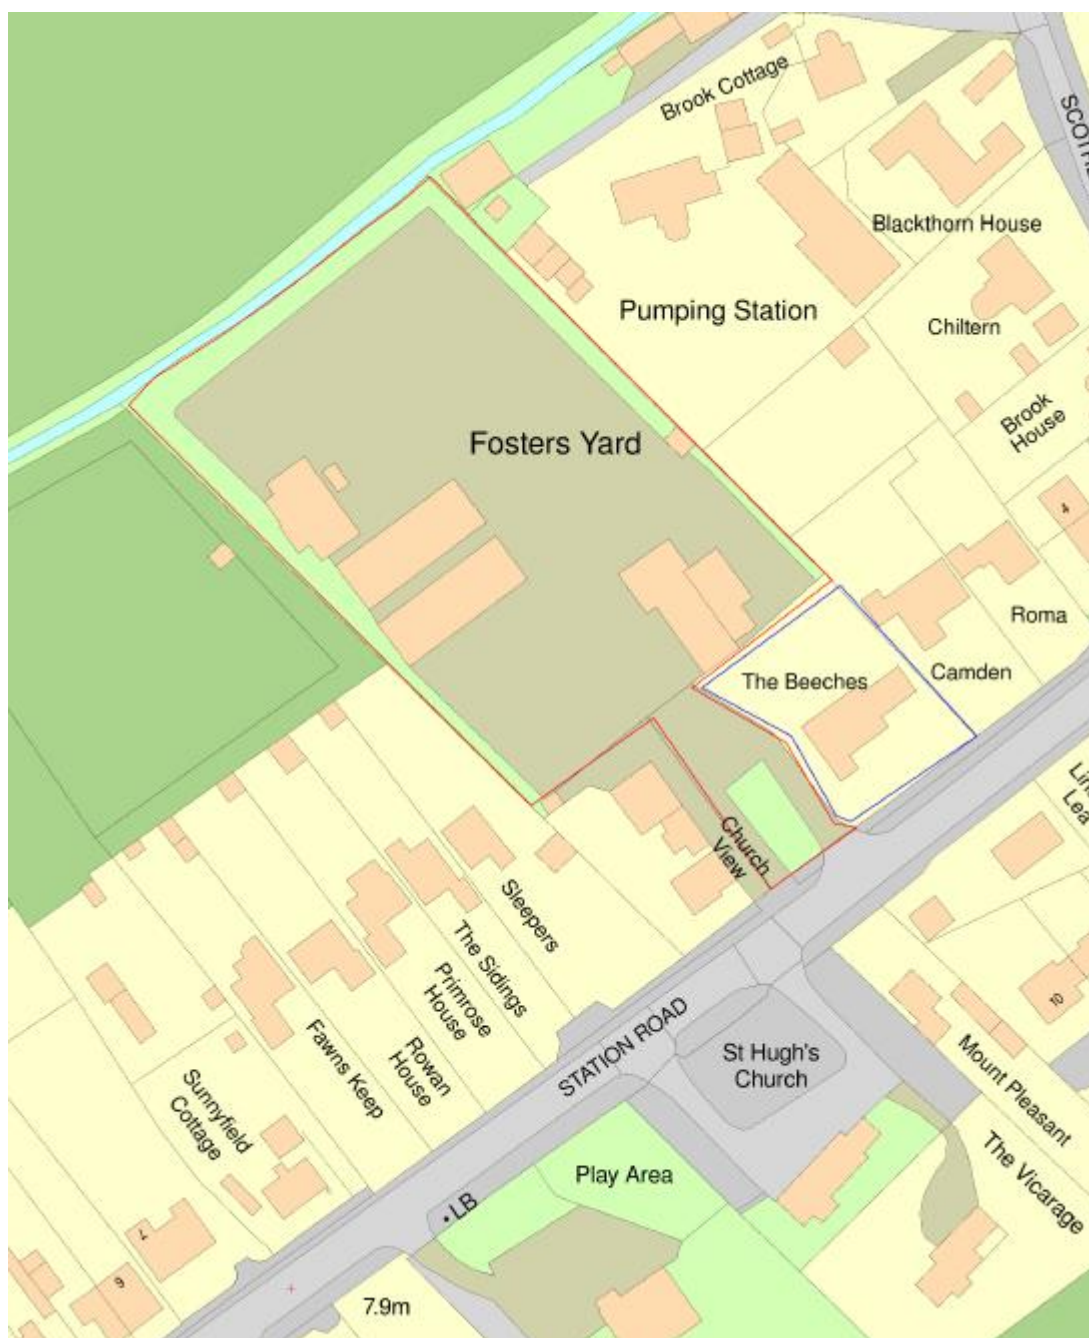 Brook Cottage
Blackthorn House
Pumping Station
Chiltern
Brook
House
Fosters Yard
4
Roma
Camden
The Beeches
Church
View
Sleepers
The Sidings
Primrose
House
Rowan
House
Fawns Keep
Sunnyfield
Cottage
STATION ROAD
St Hugh's
Church
10
Mount Pleasant
The Vicarage
Play Area
LB
7.9m